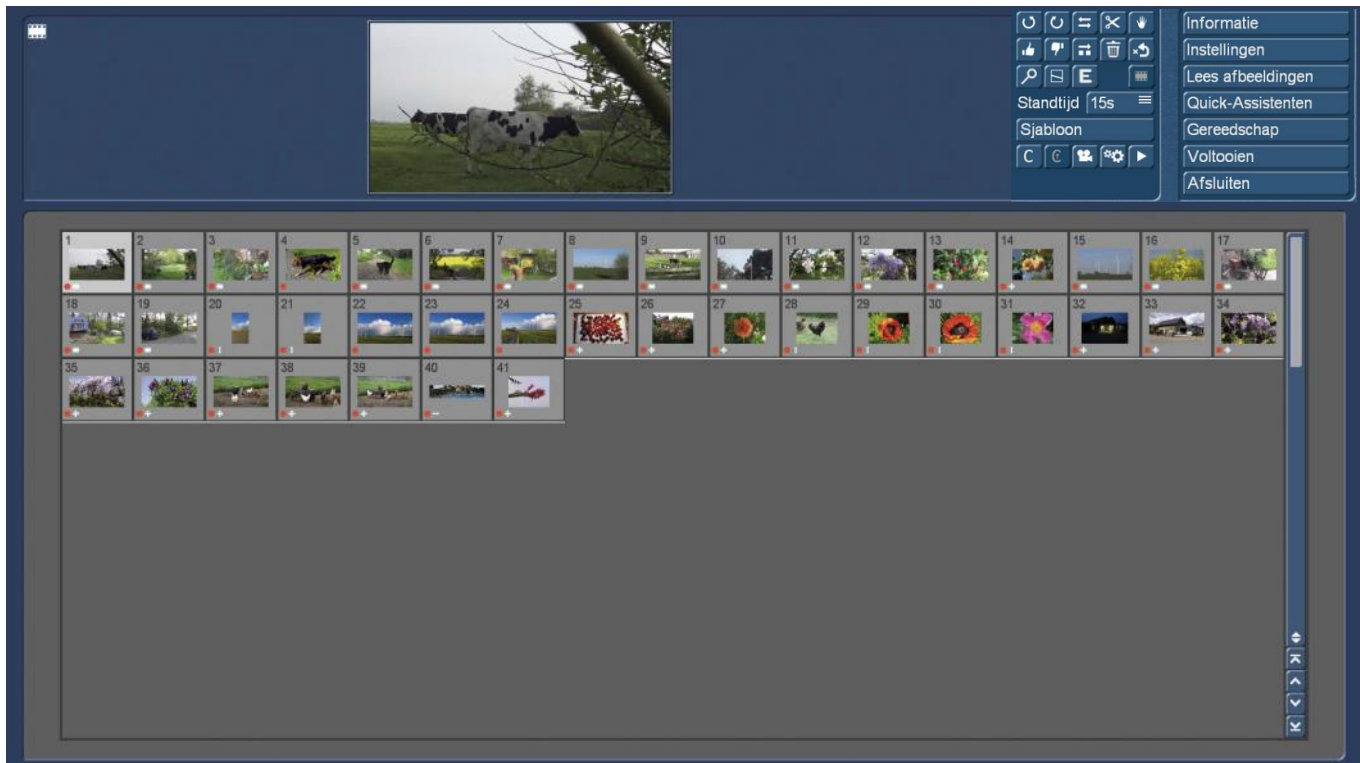 Informatie
Instellingen
E
Lees afbeeldingen
Standtijd 15s
Quick-Assistenten
Sjabloon
Gereedschap
C C
Voltooien
Afsluiten
1 2 3 4 5 6 7 8 9 10 11 12 13 14 15 16 17
18 19 20 21 22 23 24 25 26 27 28 29 30 31 32 33 34
35 36 37 38 39 40 41